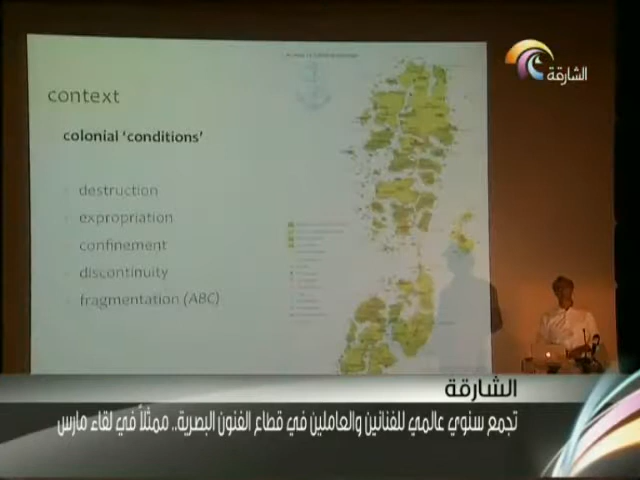 الشارقة
context
colonial 'conditions'
destruction
expropriation
confinement
discontinuity
fragmentation (ABC)
الشارقة
تجمع سنوي عالمي للفنانين والعاملين في قطاع الفنون البصرية.. ممثلاً في لقاء مارس